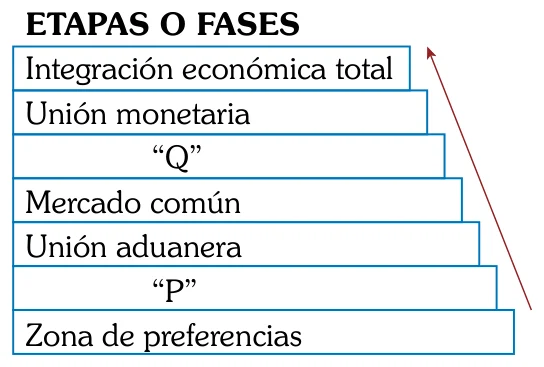 ETAPAS O FASES
Integración económica total
Unión monetaria
“Q”
Mercado común
Unión aduanera
“P”
Zona de preferencias